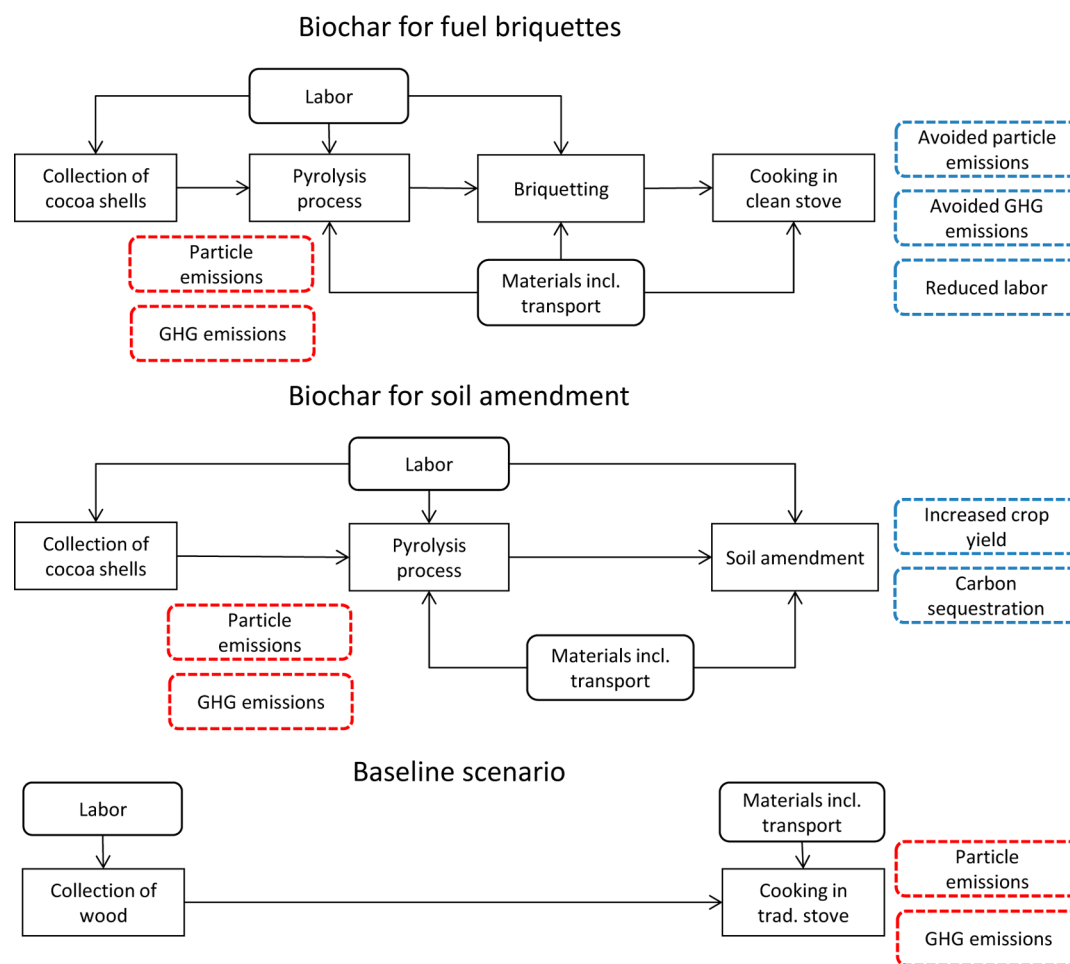 Biochar for fuel briquettes
Labor
Collection of
cocoa shells
Pyrolysis
process
Briquetting
Cooking in
clean stove
Avoided particle
emissions
Avoided GHG
emissions
Reduced labor
Particle
emissions
GHG emissions
Materials incl.
transport
Biochar for soil amendment
Labor
Collection of
cocoa shells
Pyrolysis
process
Soil amendment
Increased crop
yield
Carbon
sequestration
Particle
emissions
GHG emissions
Materials incl.
transport
Baseline scenario
Labor
Materials incl.
transport
Collection of
wood
Cooking in
trad. stove
Particle
emissions
GHG emissions